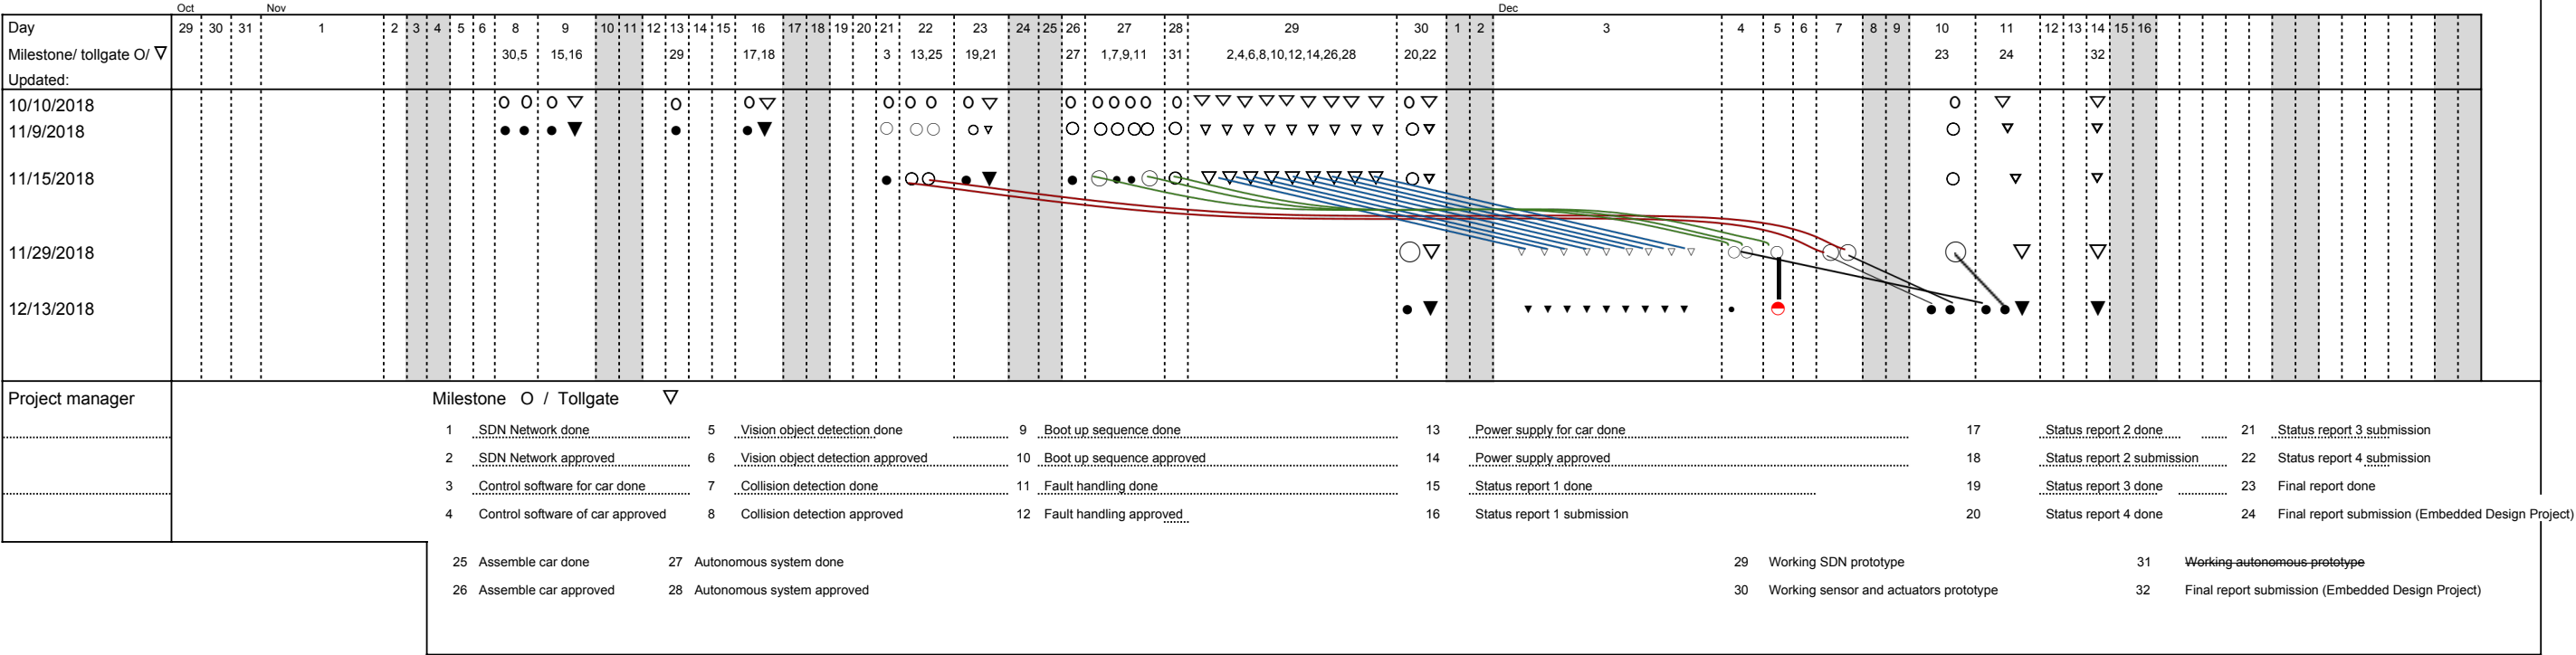 Oct Nov Dec
Day 29 30 31 1 2 3 4 5 6 8 9 10 11 12 13 14 15 16 17 18 19 20 21 22 23 24 25 26 27 28 29 30 1 2 3 4 5 6 7 8 9 10 11 12 13 14 15 16
Milestone/ tollgate O/ ▽ 30,5 15,16 29 17,18 3 13,25 19,21 27 1,7,9,11 31 2,4,6,8,10,12,14,26,28 20,22 23 24 32
Updated:
10/10/2018
11/9/2018
11/15/2018
11/29/2018
12/13/2018
Project manager
Milestone O / Tollgate ▽
1 SDN Network done 5 Vision object detection done 9 Boot up sequence done 13 Power supply for car done 17 Status report 2 done 21 Status report 3 submission
2 SDN Network approved 6 Vision object detection approved 10 Boot up sequence approved 14 Power supply approved 18 Status report 2 submission 22 Status report 4 submission
3 Control software for car done 7 Collision detection done 11 Fault handling done 15 Status report 1 done 19 Status report 3 done 23 Final report done
4 Control software of car approved 8 Collision detection approved 12 Fault handling approved 16 Status report 1 submission 20 Status report 4 done 24 Final report submission (Embedded Design Project)
25 Assemble car done 27 Autonomous system done 29 Working SDN prototype 31 Working autonomous prototype
26 Assemble car approved 28 Autonomous system approved 30 Working sensor and actuators prototype 32 Final report submission (Embedded Design Project)